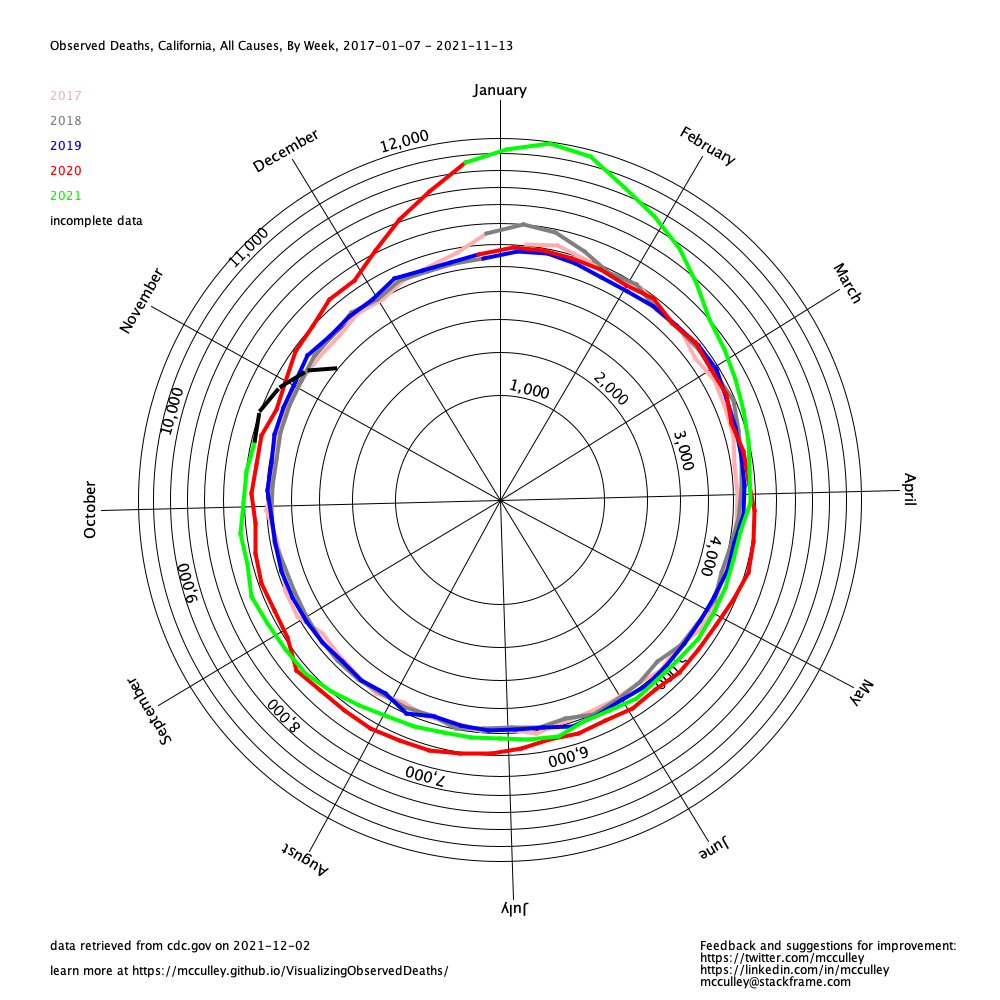 Observed Deaths, California, All Causes, By Week, 2017-01-07 - 2021-11-13
2017
2018
2019
2020
2021
incomplete data
January
February
March
April
May
June
July
August
September
October
November
December
1,000
2,000
3,000
4,000
5,000
6,000
7,000
8,000
9,000
10,000
11,000
12,000
data retrieved from cdc.gov on 2021-12-02
learn more at https://mcculley.github.io/VisualizingObservedDeaths/
Feedback and suggestions for improvement:
https://twitter.com/mcculley
https://linkedin.com/in/mcculley
mcculley@stackframe.com